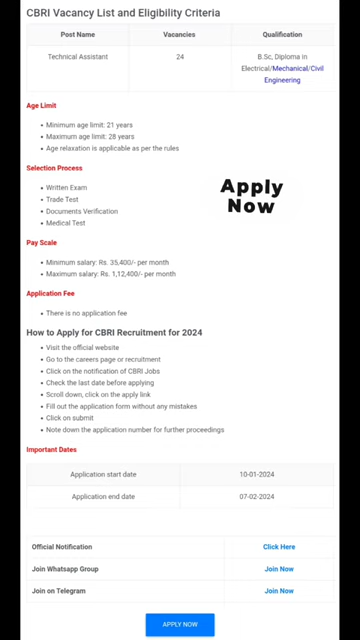 CBRI Vacancy List and Eligibility Criteria
Post Name Vacancies Qualification
Technical Assistant 24 B.Sc, Diploma in
Electrical/Mechanical/Civil
Engineering
Age Limit
Minimum age limit: 21 years
Maximum age limit: 28 years
Age relaxation is applicable as per the rules
Selection Process
Written Exam
Trade Test
Documents Verification
Medical Test
Apply
Now
Pay Scale
Minimum salary: Rs. 35,400/- per month
Maximum salary: Rs. 1,12,400/- per month
Application Fee
There is no application fee
How to Apply for CBRI Recruitment for 2024
Visit the official website
Go to the careers page or recruitment
Click on the notification of CBRI Jobs
Check the last date before applying
Scroll down, click on the apply link
Fill out the application form without any mistakes
Click on submit
Note down the application number for further proceedings
Important Dates
Application start date 10-01-2024
Application end date 07-02-2024
Official Notification Click Here
Join Whatsapp Group Join Now
Join on Telegram Join Now
APPLY NOW